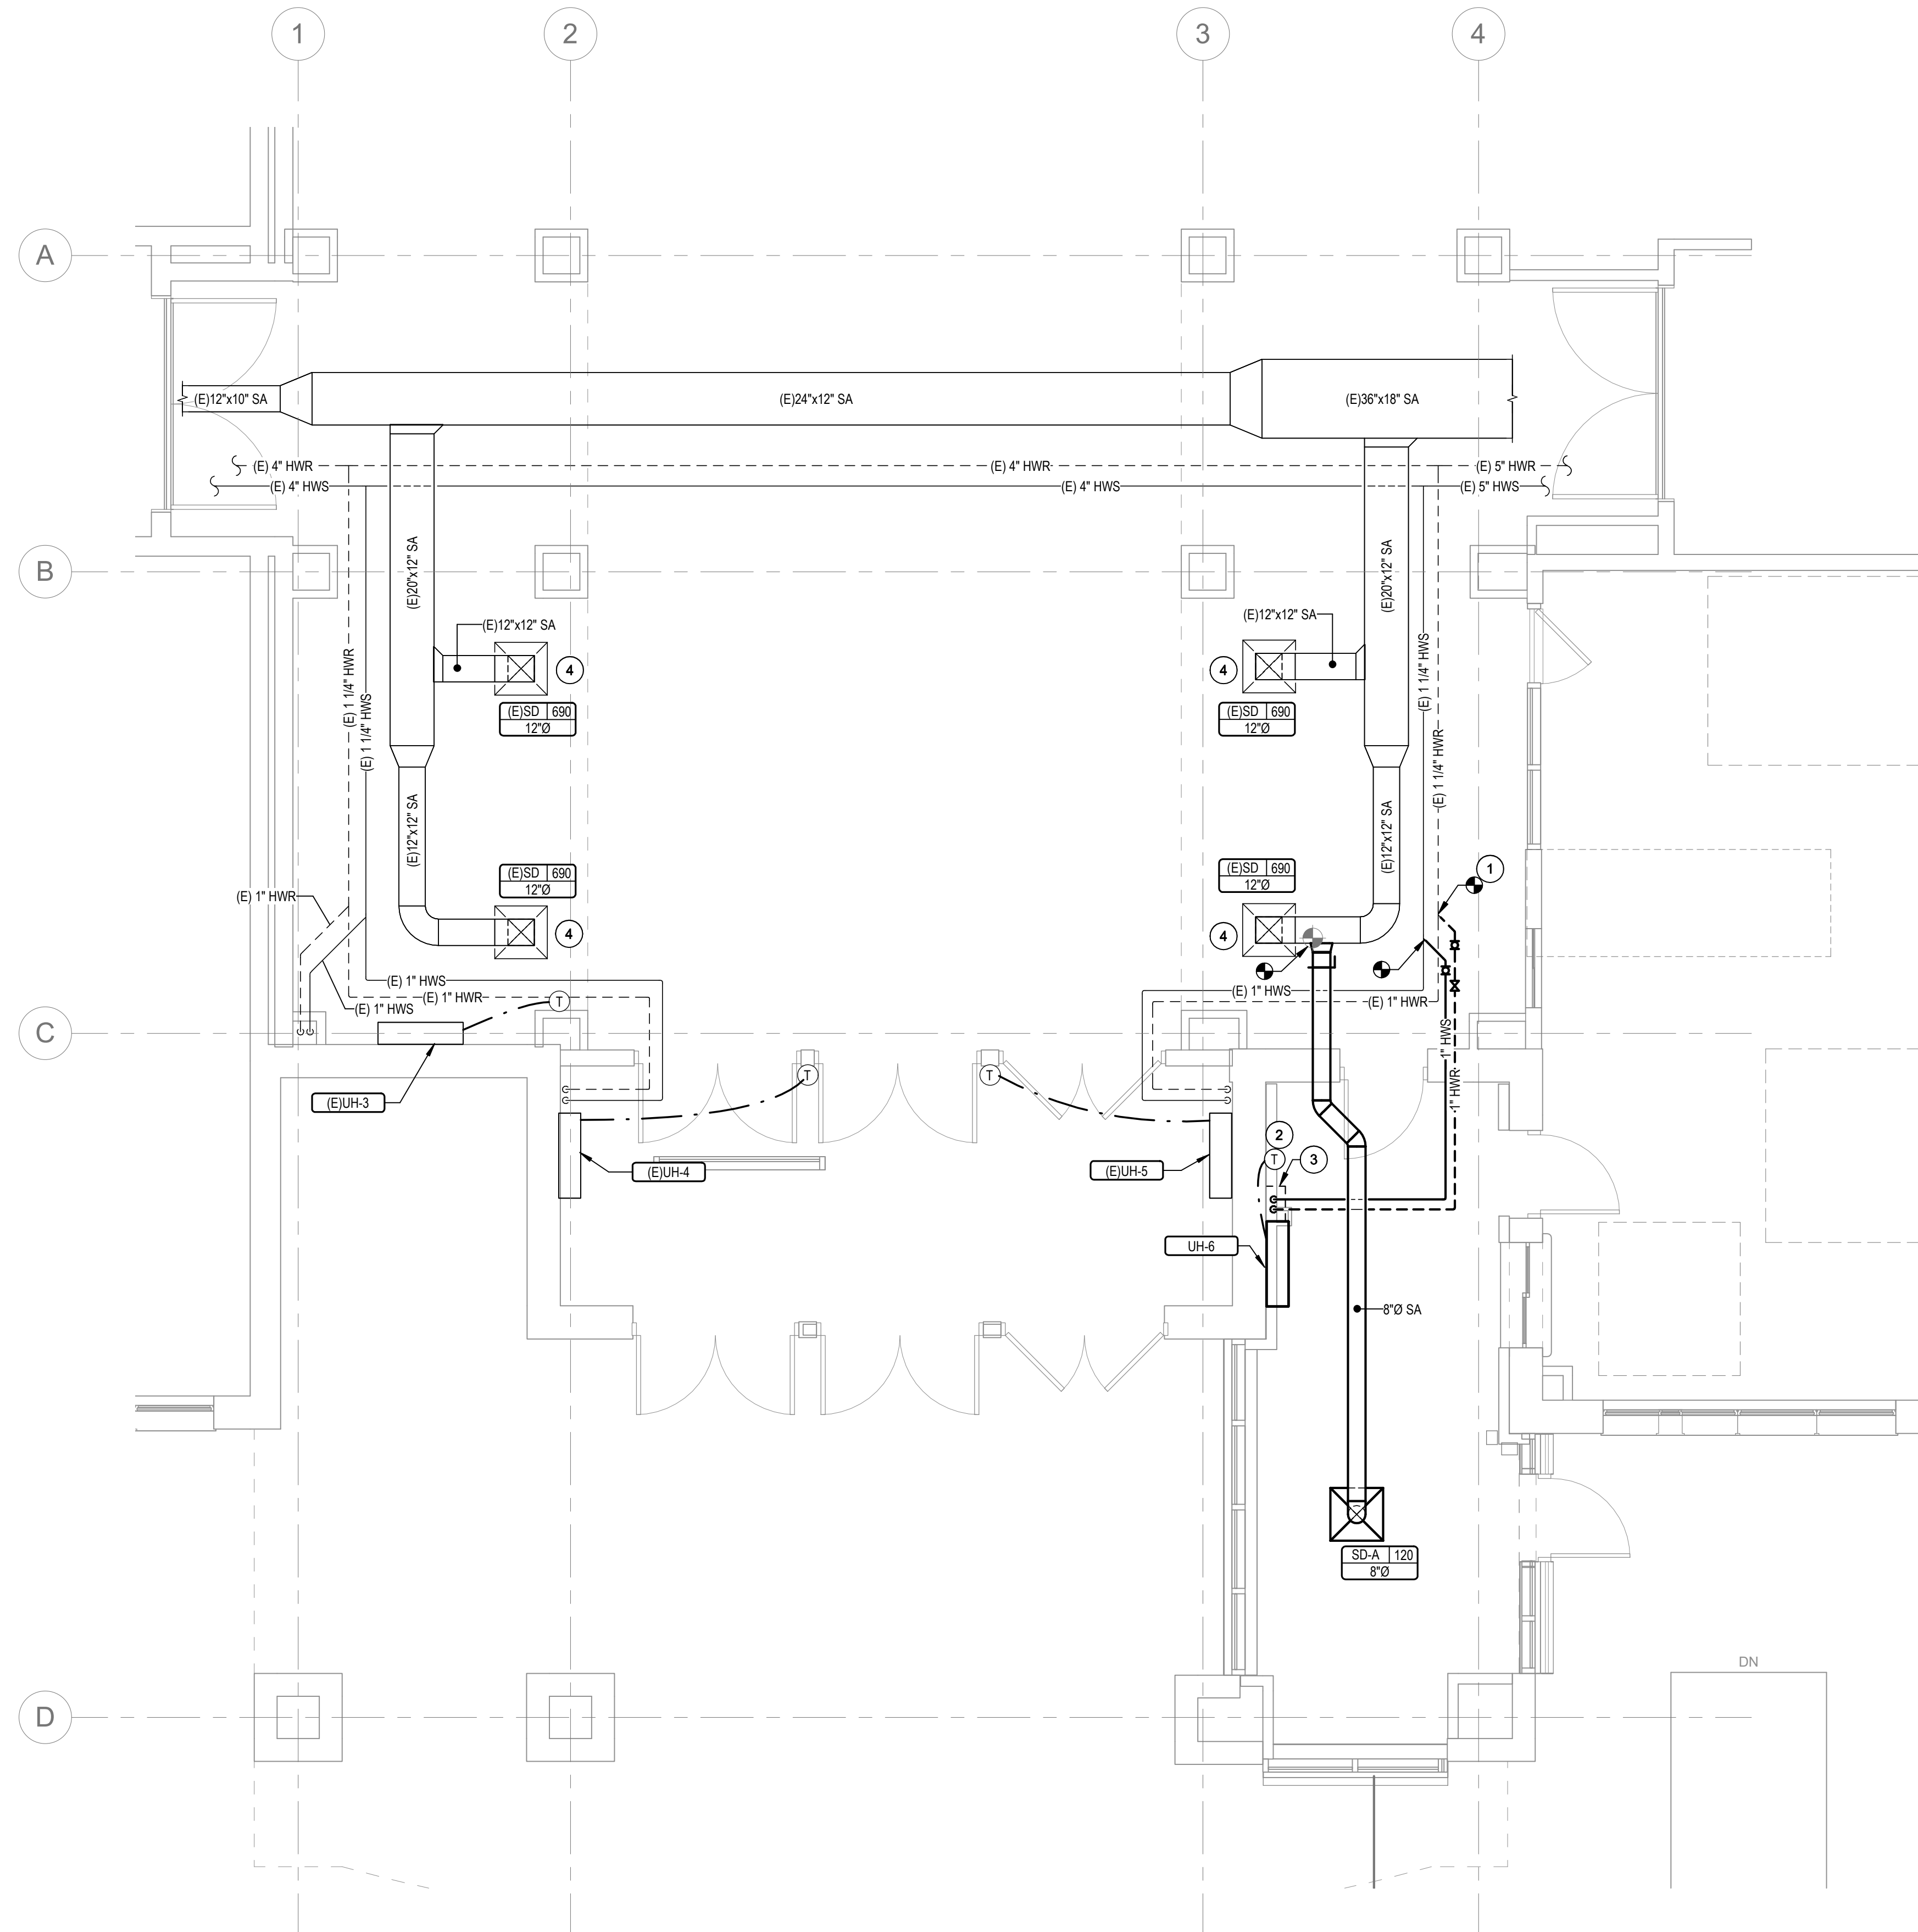 1
2
3
4
A
(E)12"x10" SA
(E)24"x12" SA
(E)36"x18" SA
(E) 4" HWR
(E) 4" HWR
(E) 5" HWR
(E) 4" HWS
(E) 4" HWS
(E) 5" HWS
B
(E)20"x12" SA
(E)20"x12" SA
(E)12"x12" SA
(E)12"x12" SA
4
4
(E) 1 1/4" HWR
(E) 1 1/4" HWS
(E) 1 1/4" HWS
(E) 1 1/4" HWR
(E)SD 690
12"Ø
(E)SD 690
12"Ø
(E)12"x12" SA
(E)12"x12" SA
(E)SD 690
12"Ø
(E)SD 690
12"Ø
1
(E) 1" HWR
4
4
(E) 1" HWS
(E) 1" HWR
(E) 1" HWS
(E) 1" HWS
(E) 1" HWR
T
C
1" HWS
1" HWR
T
T
(E)UH-3
2
T
3
(E)UH-4
(E)UH-5
UH-6
8"Ø SA
SD-A 120
8"Ø
DN
D